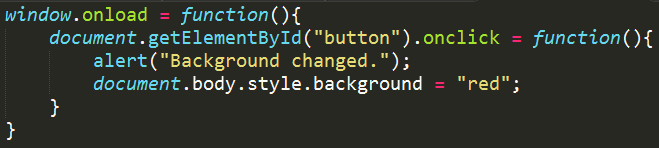 window.onload = function(){
    document.getElementById("button").onclick = function(){
        alert("Background changed.");
        document.body.style.background = "red";
    }
}